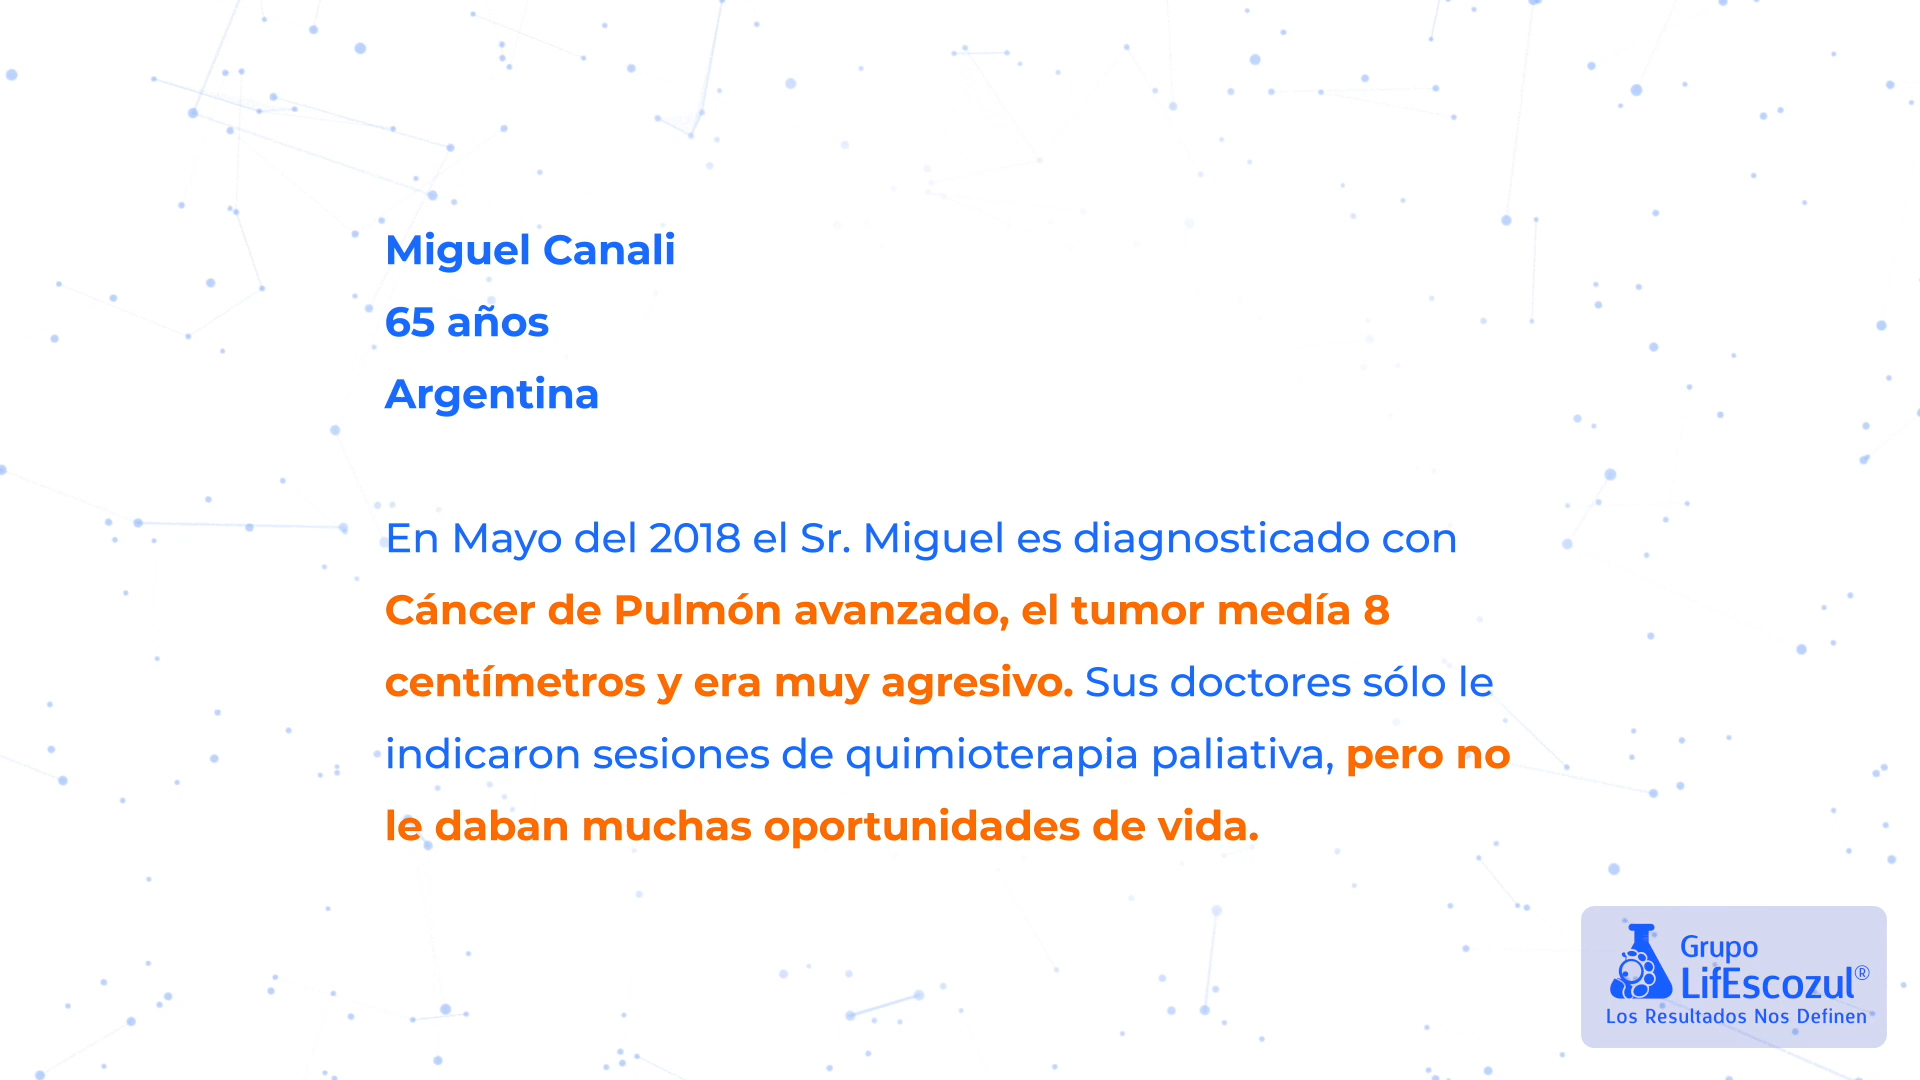 Miguel Canali
65 años
Argentina
En Mayo del 2018 el Sr. Miguel es diagnosticado con
Cáncer de Pulmón avanzado, el tumor medía 8
centímetros y era muy agresivo. Sus doctores sólo le
indicaron sesiones de quimioterapia paliativa, pero no
le daban muchas oportunidades de vida.
Grupo
LifEscozul®
Los Resultados Nos Definen